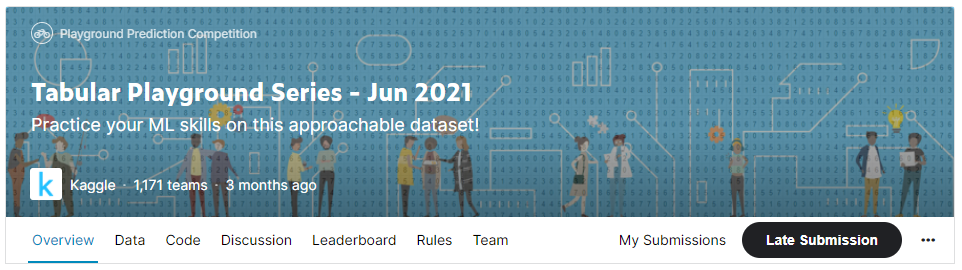 Playground Prediction Competition
Tabular Playground Series - Jun 2021
Practice your ML skills on this approachable dataset!
k Kaggle · 1,171 teams · 3 months ago
Overview Data Code Discussion Leaderboard Rules Team My Submissions Late Submission ···